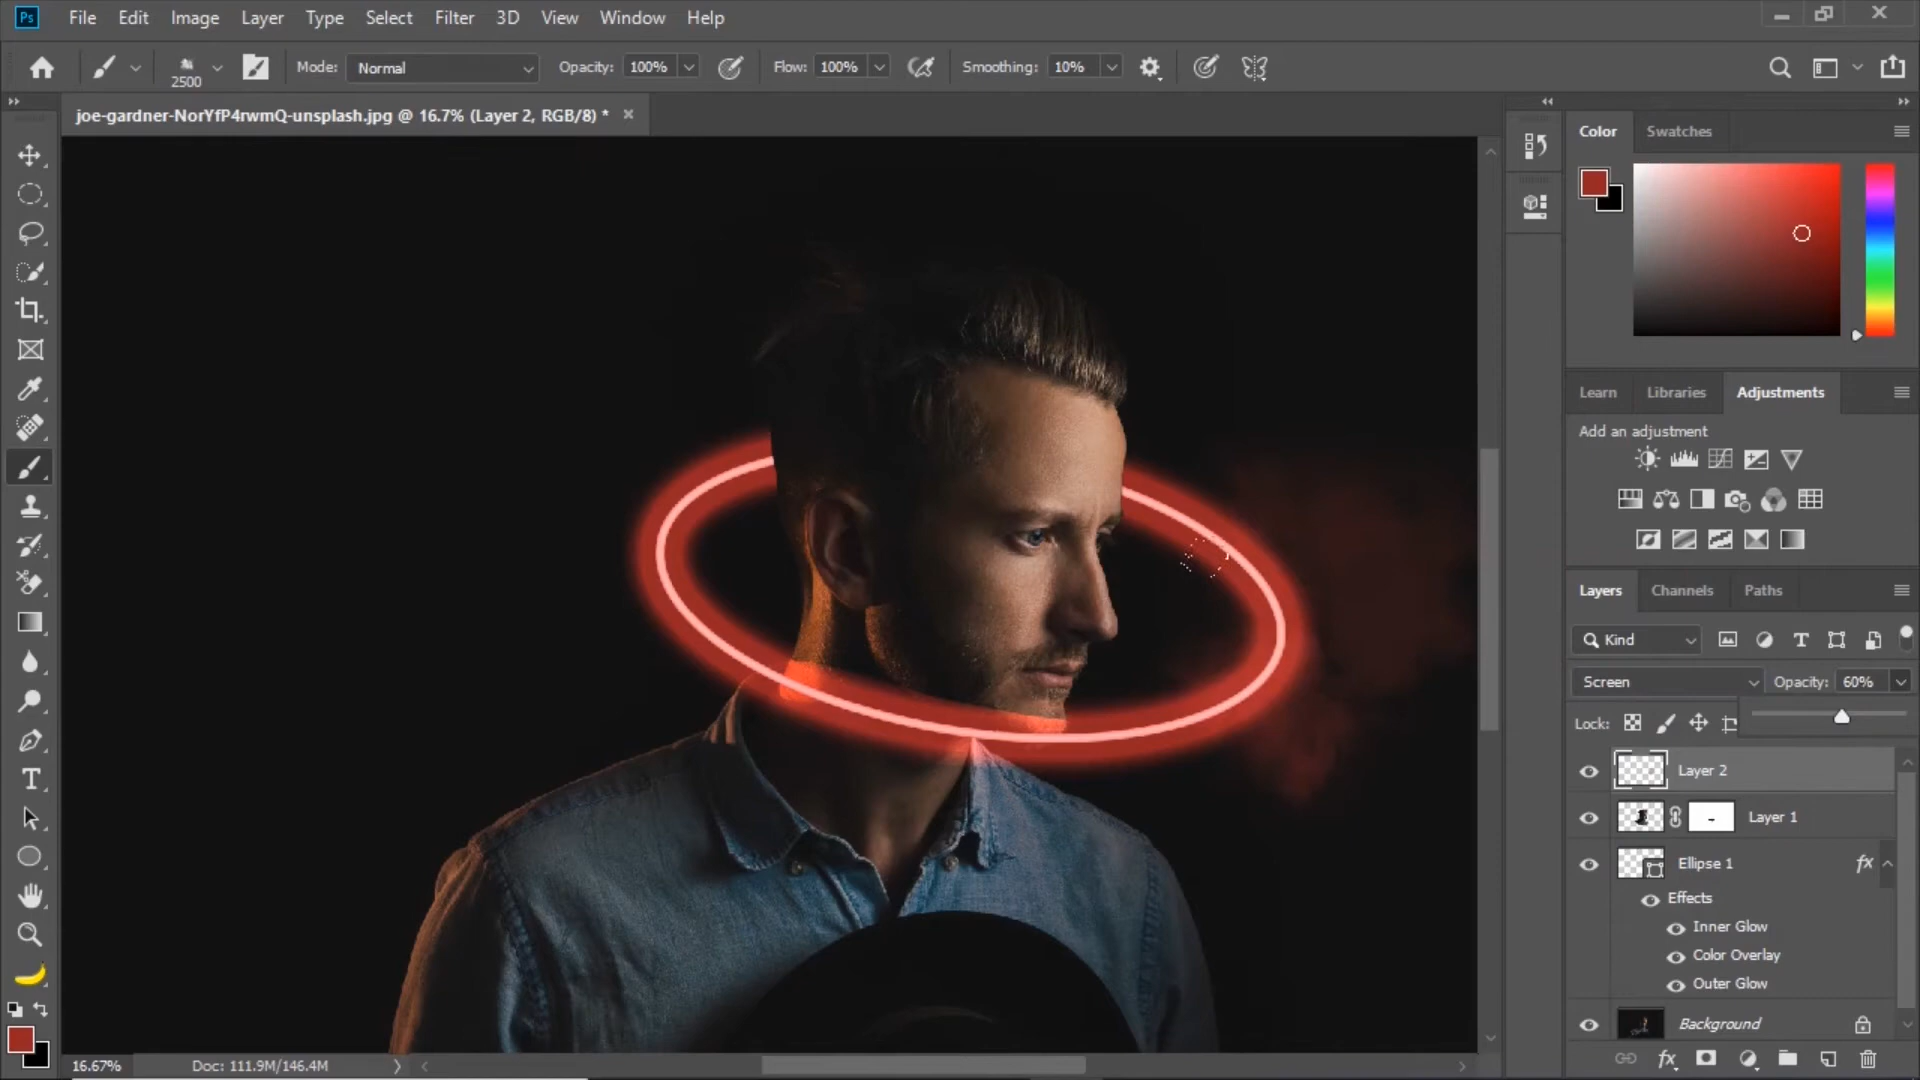 Ps File Edit Image Layer Type Select Filter 3D View Window Help
2500 Mode: Normal Opacity: 100% Flow: 100% Smoothing: 10%
joe-gardner-NorYfP4rwmQ-unsplash.jpg @ 16.7% (Layer 2, RGB/8) *
Color Swatches
Learn Libraries Adjustments
Add an adjustment
Layers Channels Paths
Kind
Screen Opacity: 60%
Lock:
Layer 2
Layer 1
Ellipse 1 fx
Effects
Inner Glow
Color Overlay
Outer Glow
Background
16.67% Doc: 111.9M/146.4M
fx